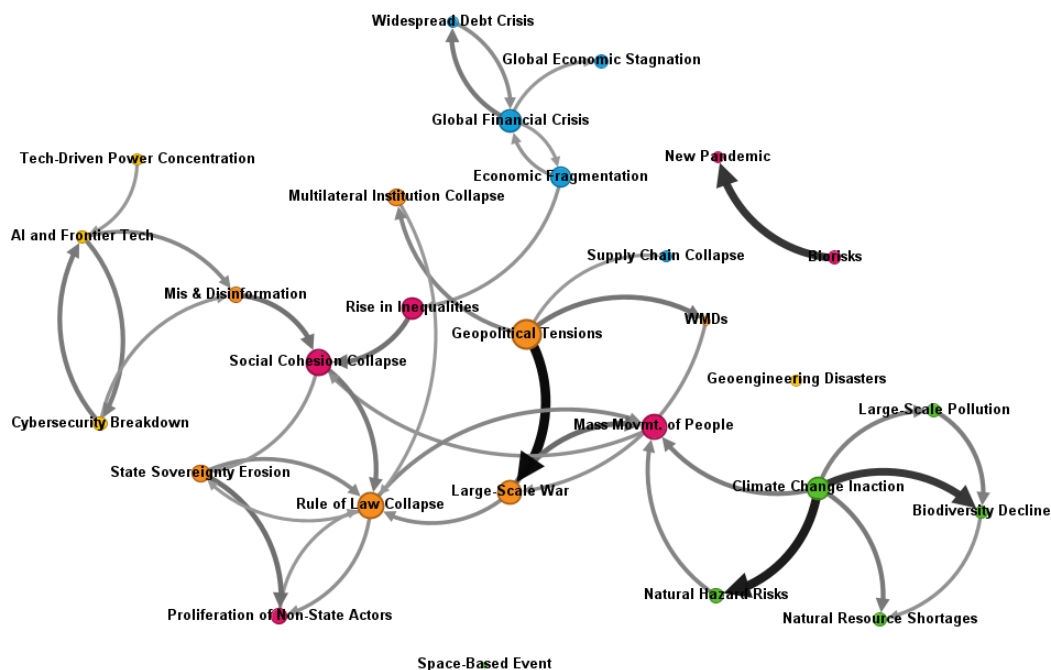 Widespread Debt Crisis
Global Economic Stagnation
Global Financial Crisis
Tech-Driven Power Concentration
New Pandemic
Economic Fragmentation
Multilateral Institution Collapse
AI and Frontier Tech
Supply Chain Collapse
Biorisks
Mis & Disinformation
Rise in Inequalities
WMDs
Geopolitical Tensions
Social Cohesion Collapse
Geoengineering Disasters
Large-Scale Pollution
Cybersecurity Breakdown
Mass Movmt. of People
State Sovereignty Erosion
Climate Change Inaction
Large-Scale War
Rule of Law Collapse
Biodiversity Decline
Natural Hazard Risks
Proliferation of Non-State Actors
Natural Resource Shortages
Space-Based Event